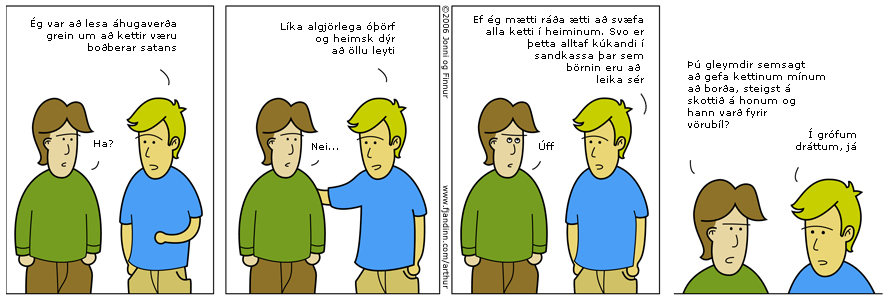 Ég var að lesa áhugaverða
grein um að kettir væru
boðberar satans
Ha?
Líka algjörlega óþörf
og heimsk dýr
að öllu leyti
Nei...
©2006 Jonni og Finnur
www.fjandinn.com/arthur
Ef ég mætti ráða ætti að svæfa
alla ketti í heiminum. Svo er
þetta alltaf kúkandi í
sandkassa þar sem
börnin eru að
leika sér
Úff
Þú gleymdir semsagt
að gefa kettinum mínum
að borða, steigst á
skottið á honum og
hann varð fyrir
vörubíl?
Í grófum
dráttum, já